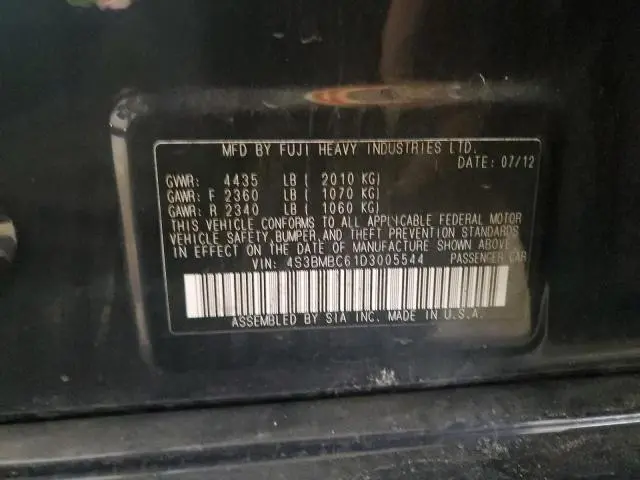 MFD BY FUJI HEAVY INDUSTRIES LTD.
DATE: 07/12
GVWR: 4435 LB( 2010 KG)
GAWR: F 2360 LB( 1070 KG)
GAWR: R 2340 LB( 1060 KG)
THIS VEHICLE CONFORMS TO ALL APPLICABLE FEDERAL MOTOR
VEHICLE SAFETY, BUMPER, AND THEFT PREVENTION STANDARDS
IN EFFECT ON THE DATE OF MANUFACTURE SHOWN ABOVE.
VIN: 4S3BMBC61D3005544 PASSENGER CAR
ASSEMBLED BY SIA INC. MADE IN U.S.A.